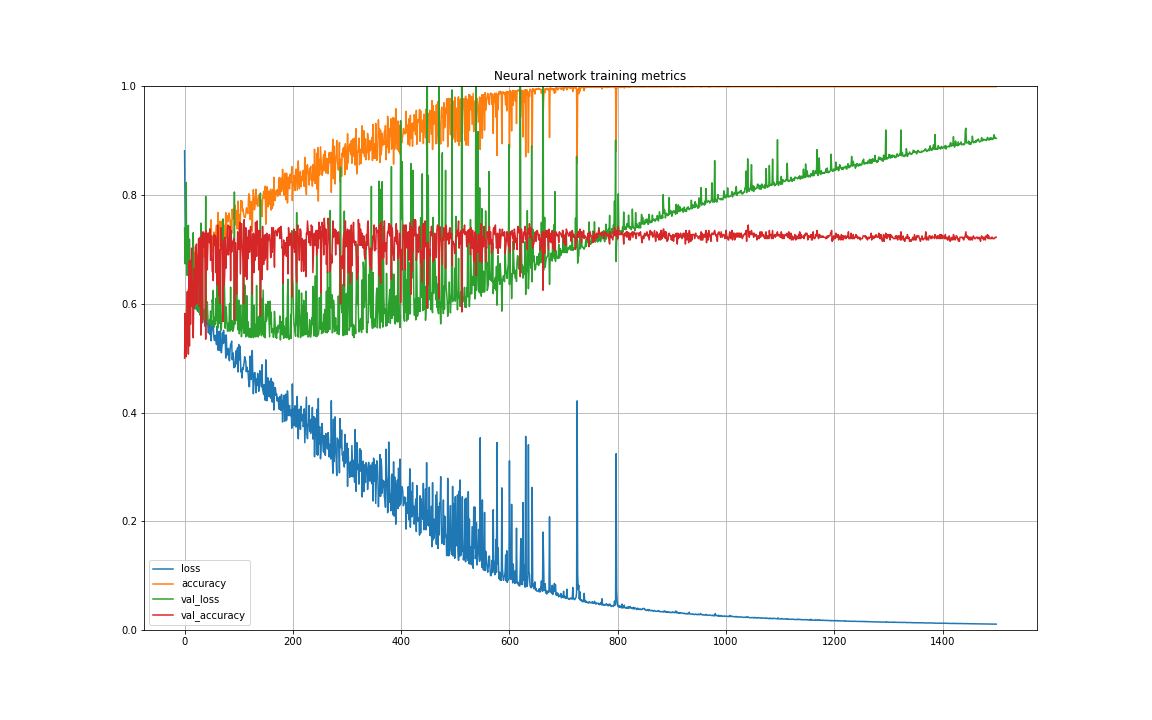 Neural network training metrics
1.0
0.8
0.6
0.4
0.2
0.0
loss
accuracy
val_loss
val_accuracy
0 200 400 600 800 1000 1200 1400